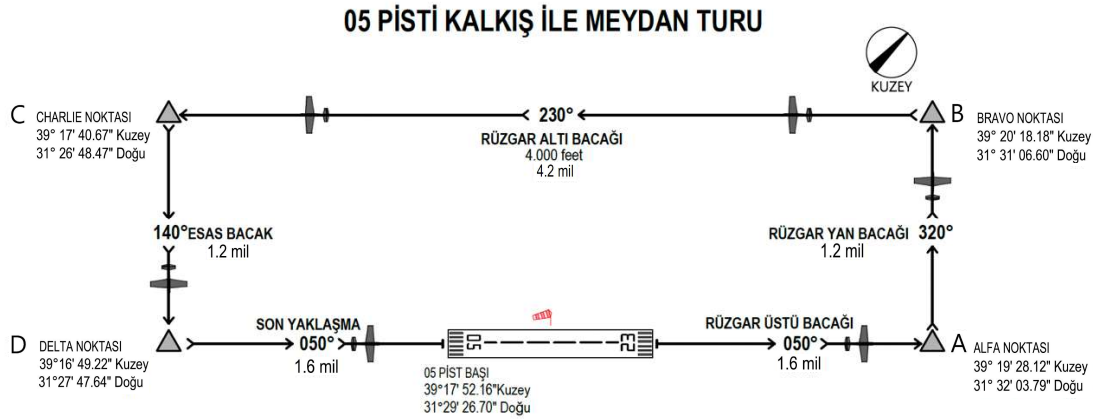 05 PİSTİ KALKIŞ İLE MEYDAN TURU
KUZEY
C CHARLIE NOKTASI
39° 17' 40.67" Kuzey
31° 26' 48.47" Doğu
230°
RÜZGAR ALTI BACAĞI
4.000 feet
4.2 mil
B BRAVO NOKTASI
39° 20' 18.18" Kuzey
31° 31' 06.60" Doğu
140° ESAS BACAK
1.2 mil
RÜZGAR YAN BACAĞI 320°
1.2 mil
D DELTA NOKTASI
39°16' 49.22" Kuzey
31°27' 47.64" Doğu
SON YAKLAŞMA
050°
1.6 mil
05
23
05 PİST BAŞI
39°17' 52.16"Kuzey
31°29' 26.70" Doğu
RÜZGAR ÜSTÜ BACAĞI
050°
1.6 mil
A ALFA NOKTASI
39° 19' 28.12" Kuzey
31° 32' 03.79" Doğu